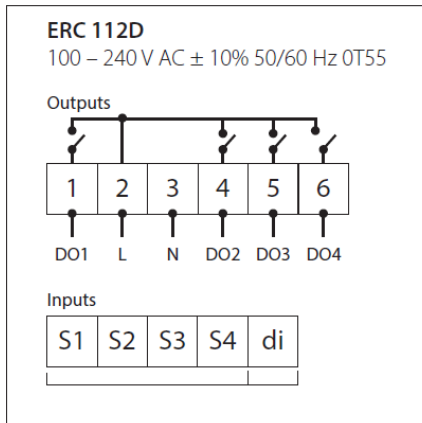 ERC 112D
100 – 240 V AC ± 10% 50/60 Hz 0T55
Outputs
1 2 3 4 5 6
DO1 L N DO2 DO3 DO4
Inputs
S1 S2 S3 S4 di